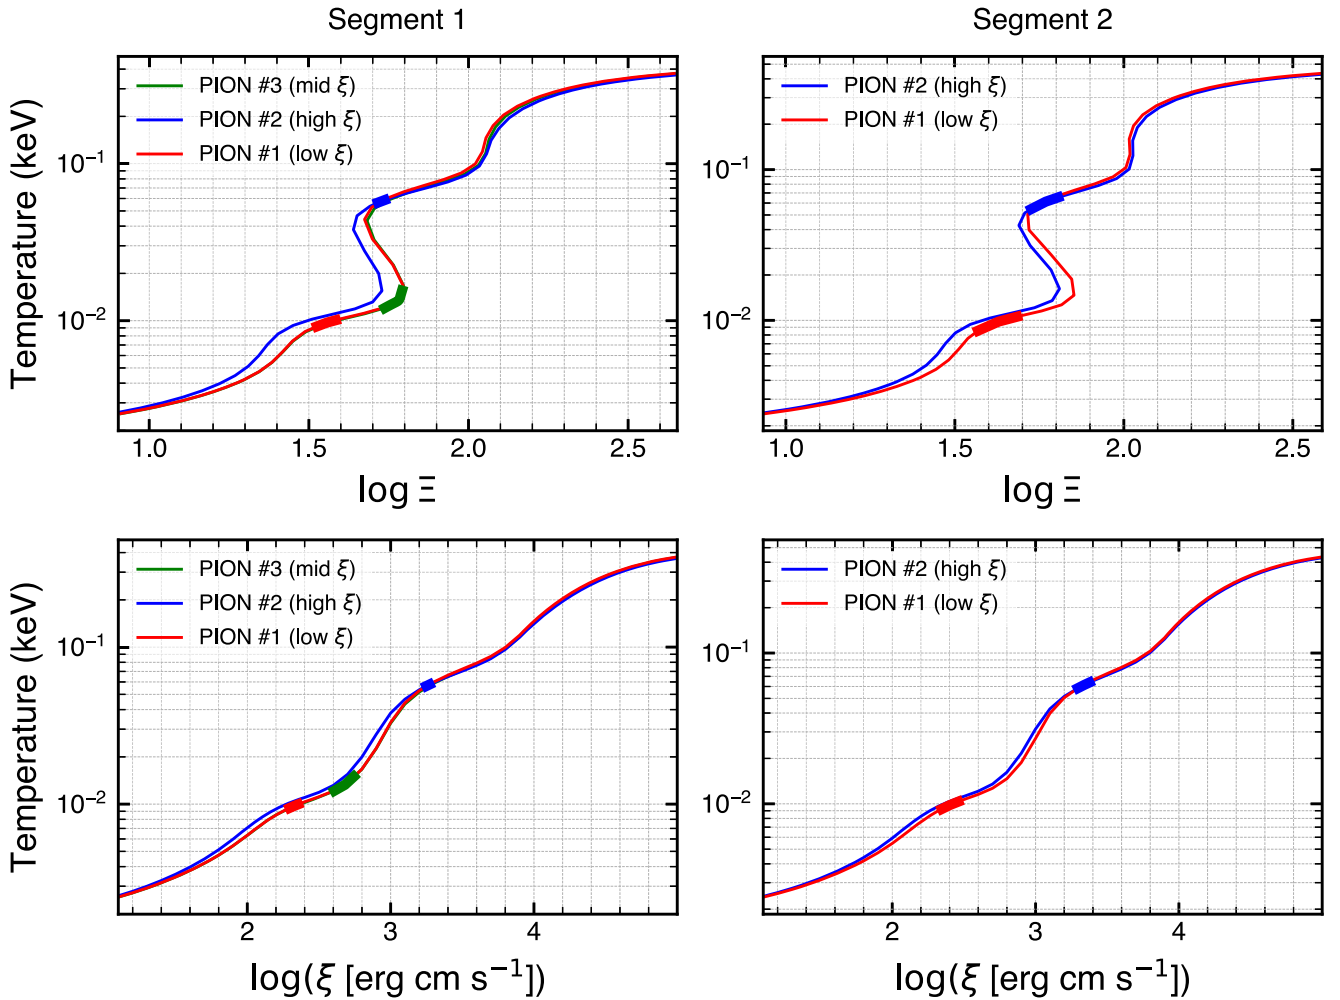 Segment 1
Segment 2
Temperature (keV)
10⁻¹
10⁻²
PION #3 (mid ξ)
PION #2 (high ξ)
PION #1 (low ξ)
1.0 1.5 2.0 2.5
log Ξ
10⁻¹
10⁻²
PION #2 (high ξ)
PION #1 (low ξ)
1.0 1.5 2.0 2.5
log Ξ
Temperature (keV)
10⁻¹
10⁻²
PION #3 (mid ξ)
PION #2 (high ξ)
PION #1 (low ξ)
2 3 4
log(ξ [erg cm s⁻¹])
10⁻¹
10⁻²
PION #2 (high ξ)
PION #1 (low ξ)
2 3 4
log(ξ [erg cm s⁻¹])